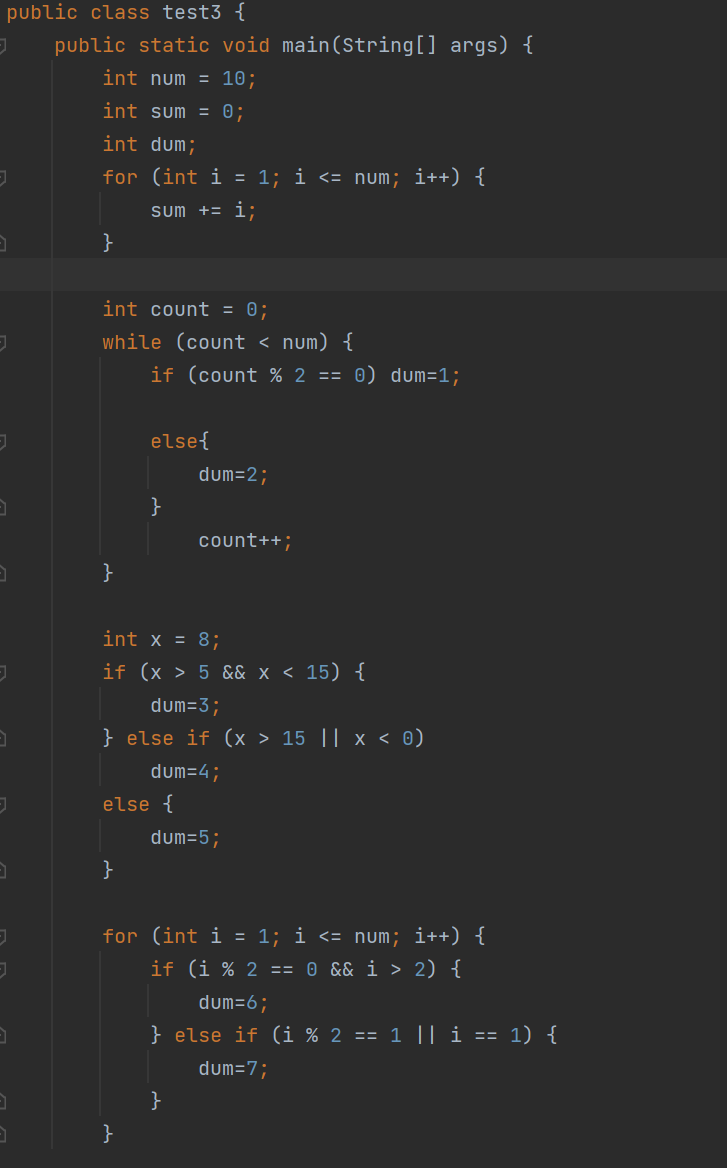 public class test3 {
    public static void main(String[] args) {
        int num = 10;
        int sum = 0;
        int dum;
        for (int i = 1; i <= num; i++) {
            sum += i;
        }

        int count = 0;
        while (count < num) {
            if (count % 2 == 0) dum=1;

            else{
                dum=2;
            }
                count++;
        }

        int x = 8;
        if (x > 5 && x < 15) {
            dum=3;
        } else if (x > 15 || x < 0)
            dum=4;
        else {
            dum=5;
        }

        for (int i = 1; i <= num; i++) {
            if (i % 2 == 0 && i > 2) {
                dum=6;
            } else if (i % 2 == 1 || i == 1) {
                dum=7;
            }
        }